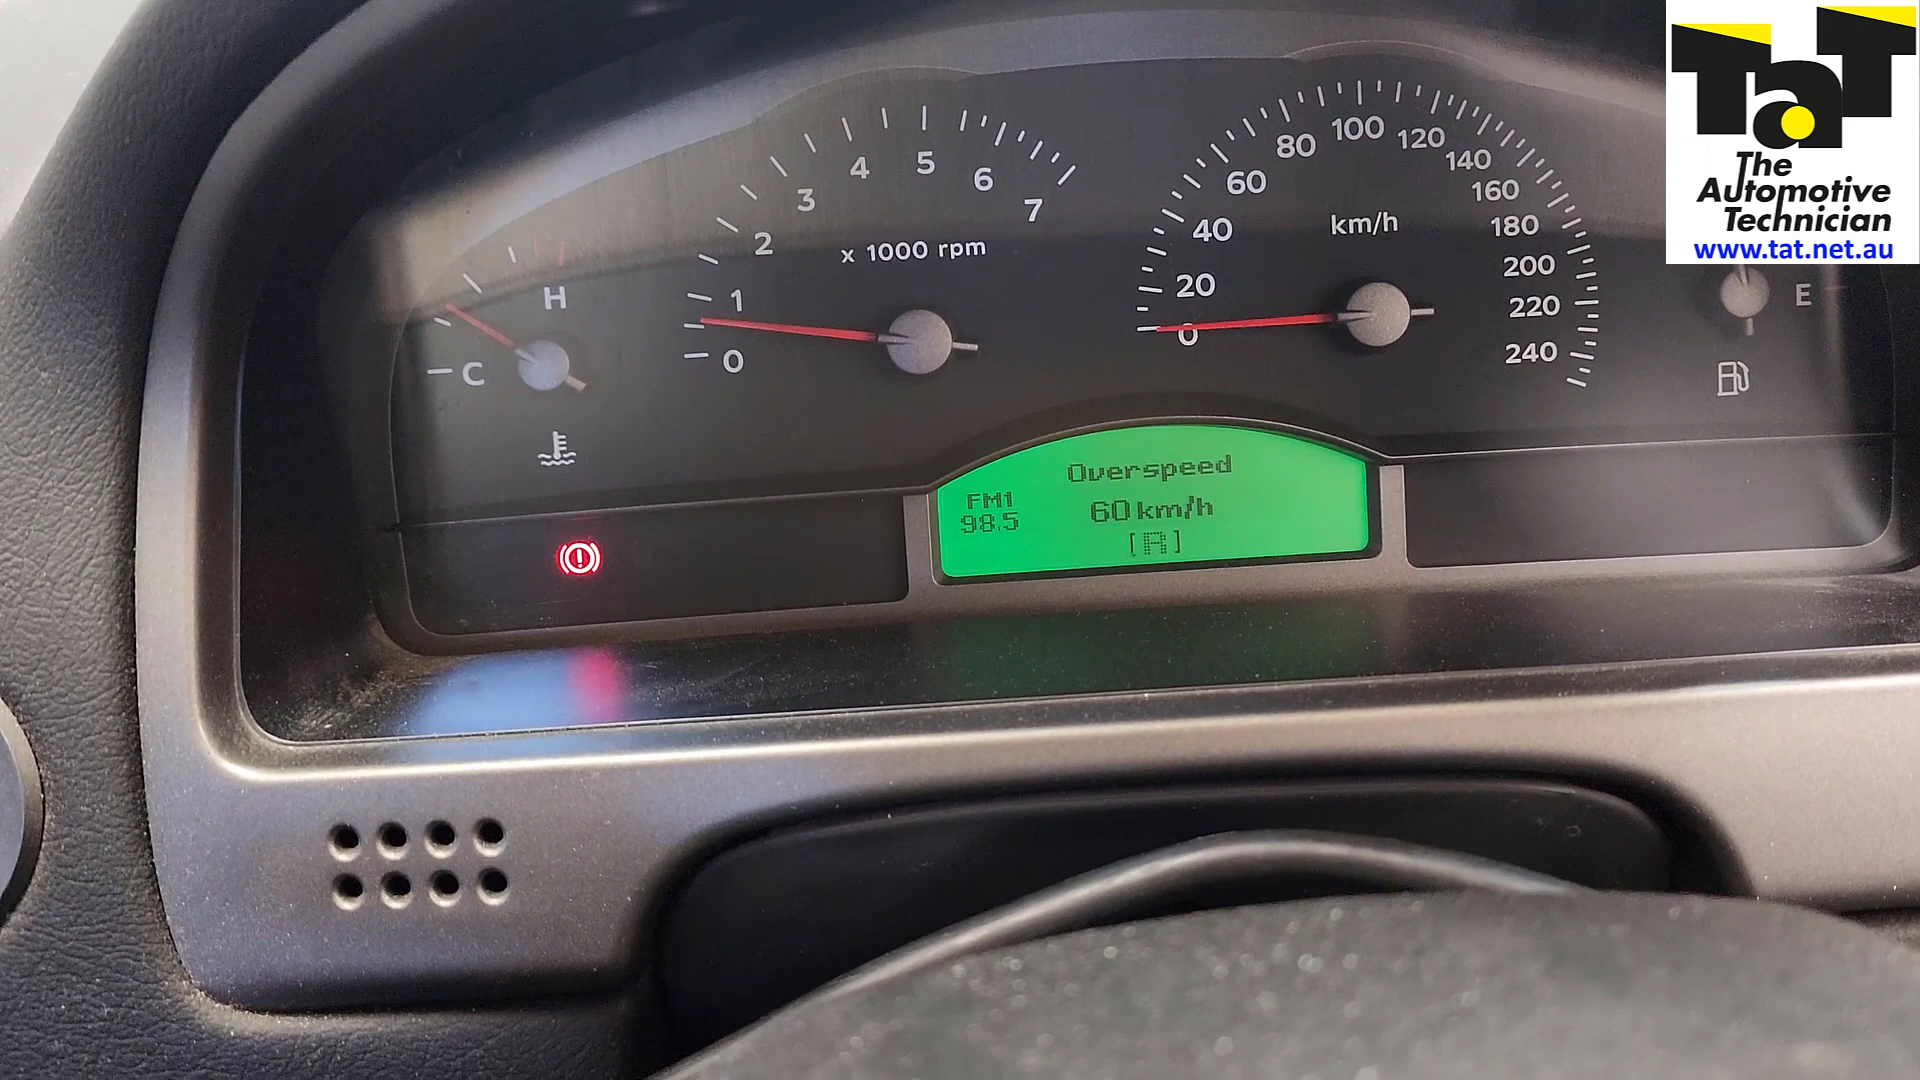 TaT
The
Automotive
Technician
www.tat.net.au
H
C
0
1
2
3
4
5
6
7
x 1000 rpm
0
20
40
60
80
100
120
140
160
180
200
220
240
km/h
E
Overspeed
FM1
98.5
60 km/h
[R]